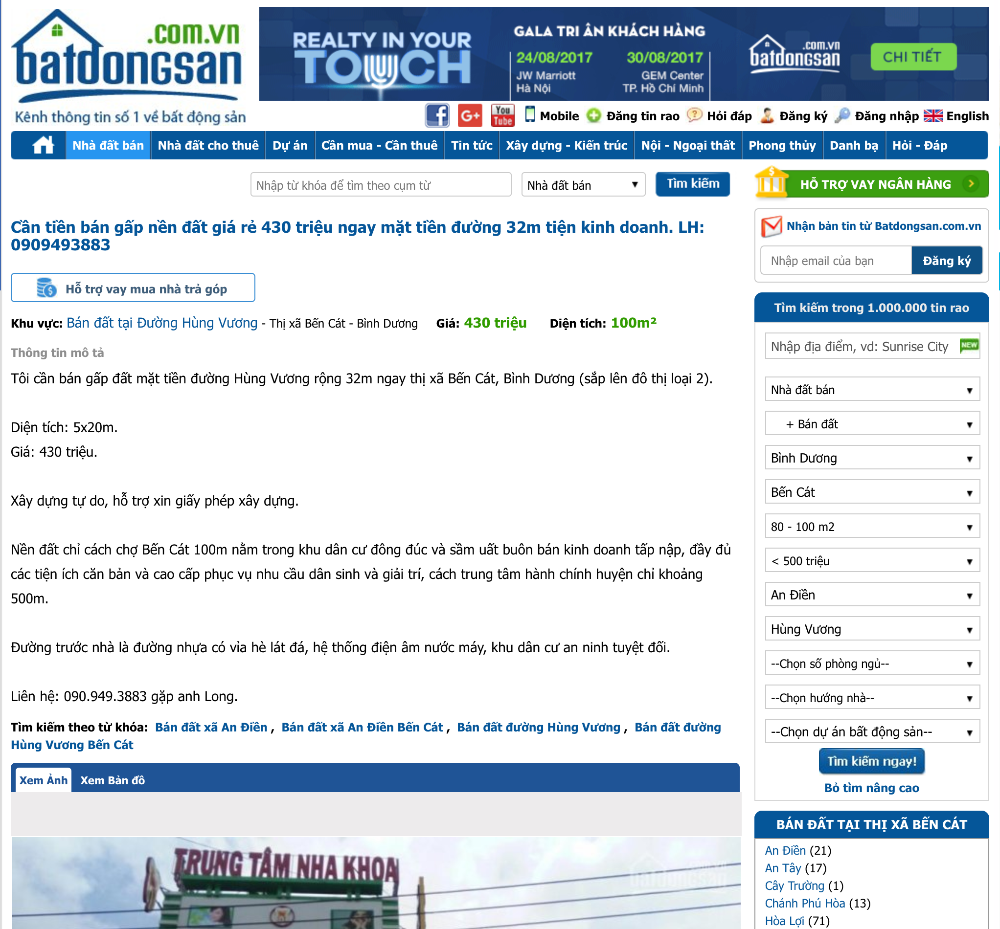 .com.vn
batdongsan
Kênh thông tin số 1 về bất động sản
REALTY IN YOUR
TOUCH
GALA TRI ÂN KHÁCH HÀNG
24/08/2017 30/08/2017
JW Marriott GEM Center
Hà Nội TP. Hồ Chí Minh
.com.vn
batdongsan
CHI TIẾT
f G+ You Tube Mobile Đăng tin rao Hỏi đáp Đăng ký Đăng nhập English
Nhà đất bán Nhà đất cho thuê Dự án Cần mua - Cần thuê Tin tức Xây dựng - Kiến trúc Nội - Ngoại thất Phong thủy Danh bạ Hỏi - Đáp
Nhập từ khóa để tìm theo cụm từ Nhà đất bán Tìm kiếm
HỖ TRỢ VAY NGÂN HÀNG
Cần tiền bán gấp nền đất giá rẻ 430 triệu ngay mặt tiền đường 32m tiện kinh doanh. LH:
0909493883
Hỗ trợ vay mua nhà trả góp
Khu vực: Bán đất tại Đường Hùng Vương - Thị xã Bến Cát - Bình Dương Giá: 430 triệu Diện tích: 100m²
Thông tin mô tả
Tôi cần bán gấp đất mặt tiền đường Hùng Vương rộng 32m ngay thị xã Bến Cát, Bình Dương (sắp lên đô thị loại 2).
Diện tích: 5x20m.
Giá: 430 triệu.
Xây dựng tự do, hỗ trợ xin giấy phép xây dựng.
Nền đất chỉ cách chợ Bến Cát 100m nằm trong khu dân cư đông đúc và sầm uất buôn bán kinh doanh tấp nập, đầy đủ
các tiện ích căn bản và cao cấp phục vụ nhu cầu dân sinh và giải trí, cách trung tâm hành chính huyện chỉ khoảng
500m.
Đường trước nhà là đường nhựa có vỉa hè lát đá, hệ thống điện âm nước máy, khu dân cư an ninh tuyệt đối.
Liên hệ: 090.949.3883 gặp anh Long.
Tìm kiếm theo từ khóa: Bán đất xã An Điền , Bán đất xã An Điền Bến Cát , Bán đất đường Hùng Vương , Bán đất đường
Hùng Vương Bến Cát
Xem Ảnh Xem Bản đồ
TRUNG TÂM NHA KHOA
.com.vn
batdongsan
Nhận bản tin từ Batdongsan.com.vn
Nhập email của bạn Đăng ký
Tìm kiếm trong 1.000.000 tin rao
Nhập địa điểm, vd: Sunrise City NEW
Nhà đất bán
+ Bán đất
Bình Dương
Bến Cát
80 - 100 m2
< 500 triệu
An Điền
Hùng Vương
--Chọn số phòng ngủ--
--Chọn hướng nhà--
--Chọn dự án bất động sản--
Tìm kiếm ngay!
Bỏ tìm nâng cao
BÁN ĐẤT TẠI THỊ XÃ BẾN CÁT
An Điền (21)
An Tây (17)
Cây Trường (1)
Chánh Phú Hòa (13)
Hòa Lợi (71)